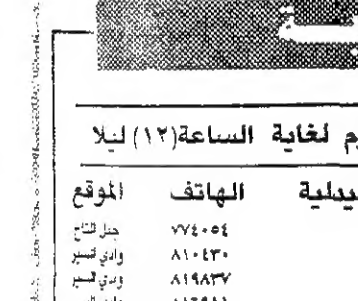 م لغاية الساعة (١٢) ليلا
يدلية الهاتف الموقع
٧٧٤٠٥٤ جبل التاج
٨١٠٤٣٠ وادي السير
٨١٩٨٣٧ وادي السير